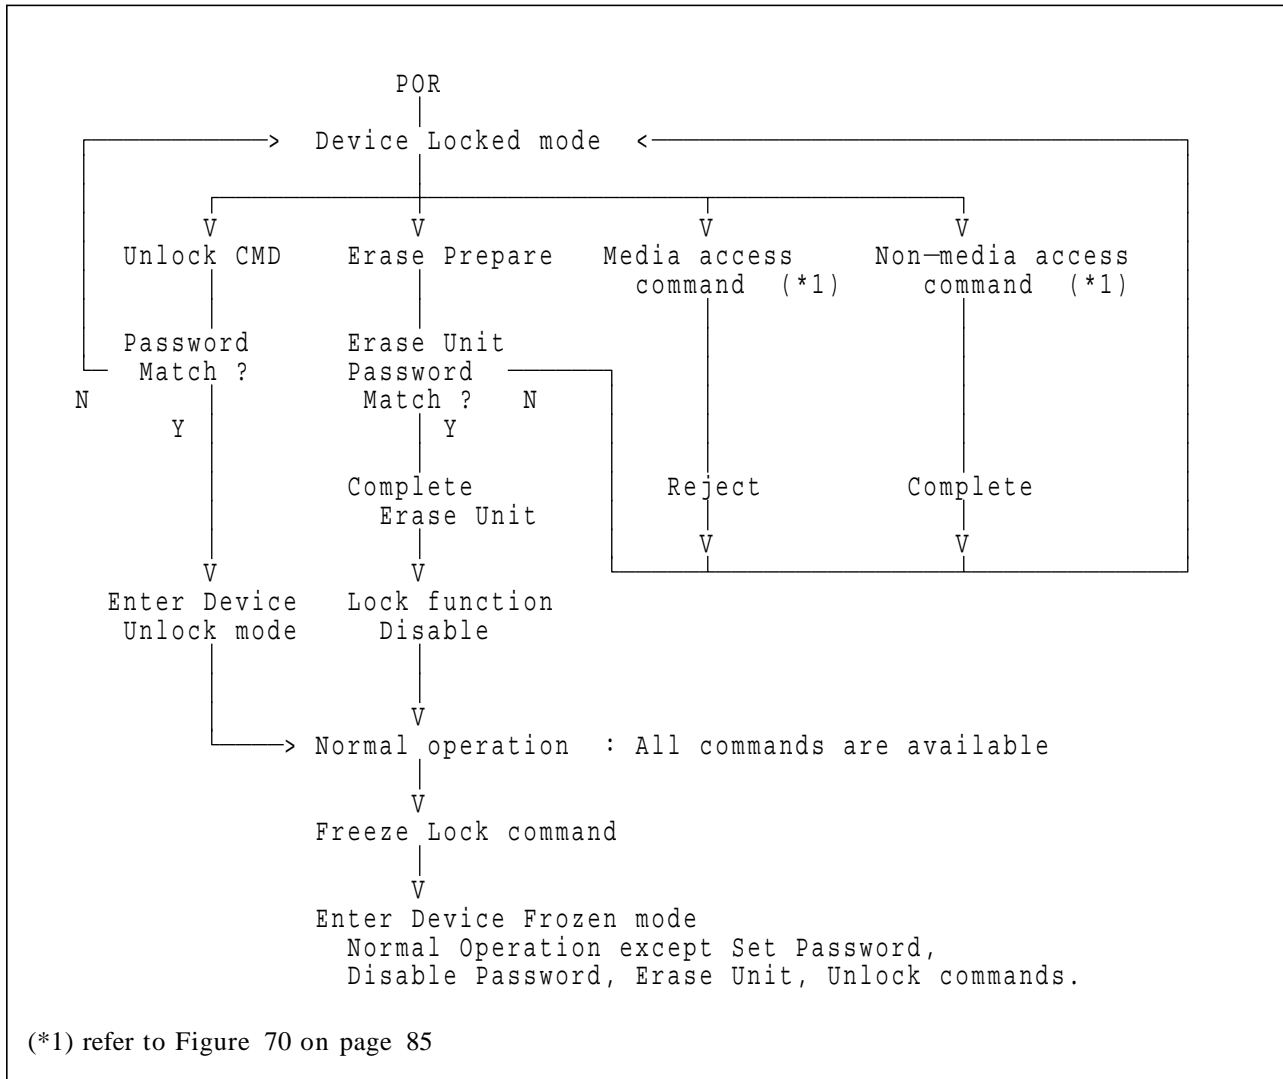 POR
Device Locked mode
Unlock CMD Erase Prepare Media access Non-media access
command (*1) command (*1)
Password Erase Unit
Match ? Password
N Match ? N
Y Y
Complete Reject Complete
Erase Unit
Enter Device Lock function
Unlock mode Disable
Normal operation : All commands are available
Freeze Lock command
Enter Device Frozen mode
Normal Operation except Set Password,
Disable Password, Erase Unit, Unlock commands.
(*1) refer to Figure 70 on page 85